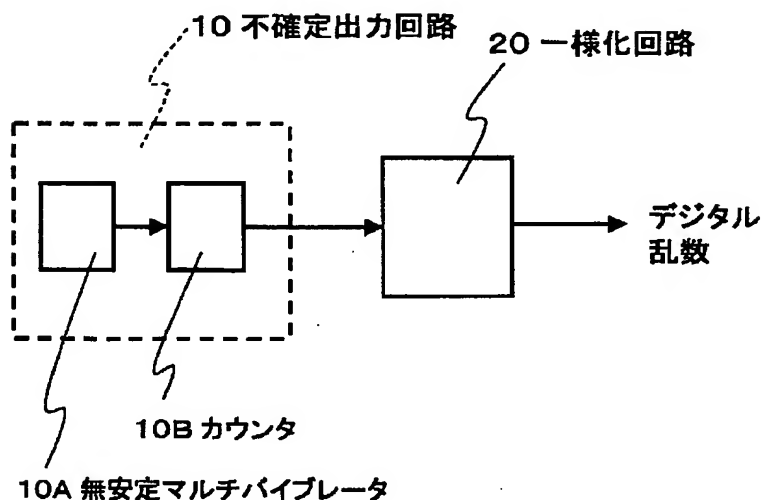 10 不確定出力回路
20 一様化回路
デジタル
乱数
10B カウンタ
10A 無安定マルチバイブレータ